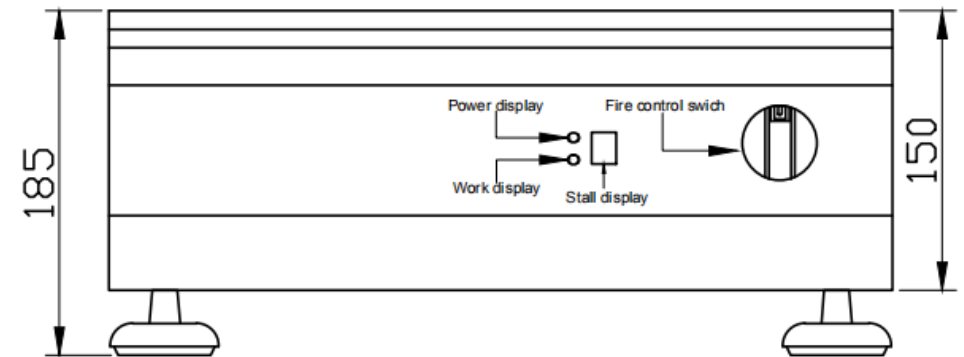 Power display
Fire control swich
Work display
Stall display
185
150